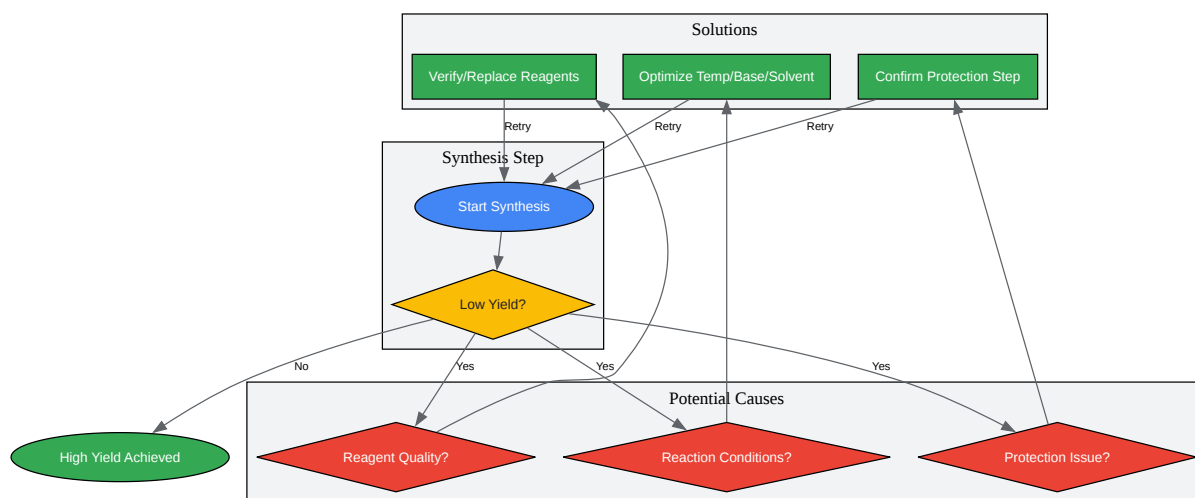 Solutions
Verify/Replace Reagents
Optimize Temp/Base/Solvent
Confirm Protection Step
Retry
Retry
Retry
Synthesis Step
Start Synthesis
Low Yield?
No
Yes
Yes
Yes
Potential Causes
High Yield Achieved
Reagent Quality?
Reaction Conditions?
Protection Issue?